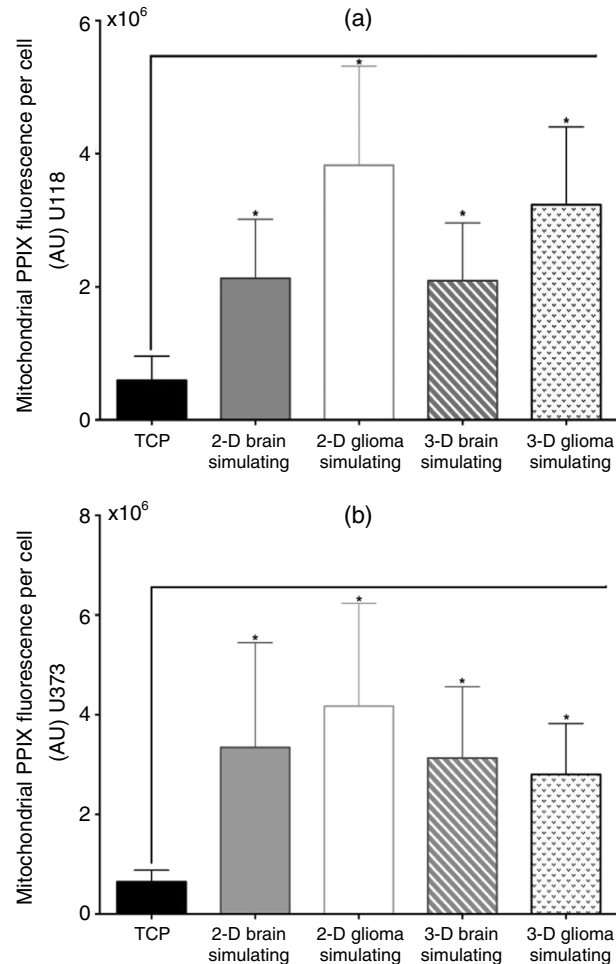 (a)
x10⁶
6
4
2
0
Mitochondrial PPIX fluorescence per cell
(AU) U118
*
*
*
*
TCP
2-D brain
simulating
2-D glioma
simulating
3-D brain
simulating
3-D glioma
simulating
(b)
x10⁶
8
6
4
2
0
Mitochondrial PPIX fluorescence per cell
(AU) U373
*
*
*
*
TCP
2-D brain
simulating
2-D glioma
simulating
3-D brain
simulating
3-D glioma
simulating